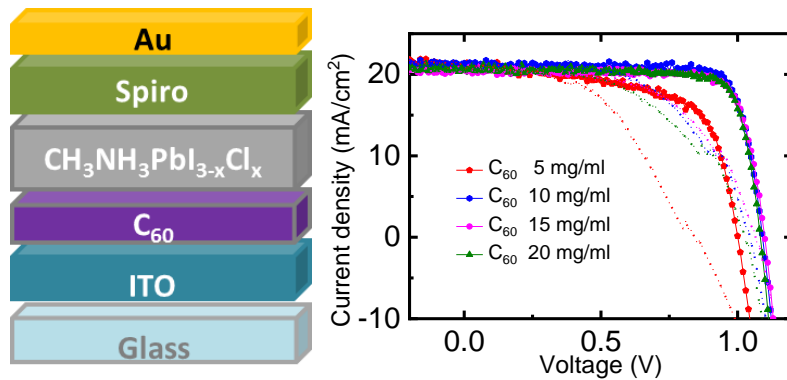 Au
Spiro
CH₃NH₃PbI₃₋ₓClₓ
C₆₀
ITO
Glass
Current density (mA/cm²)
20
10
0
-10
C₆₀ 5 mg/ml
C₆₀ 10 mg/ml
C₆₀ 15 mg/ml
C₆₀ 20 mg/ml
0.0 0.5 1.0
Voltage (V)